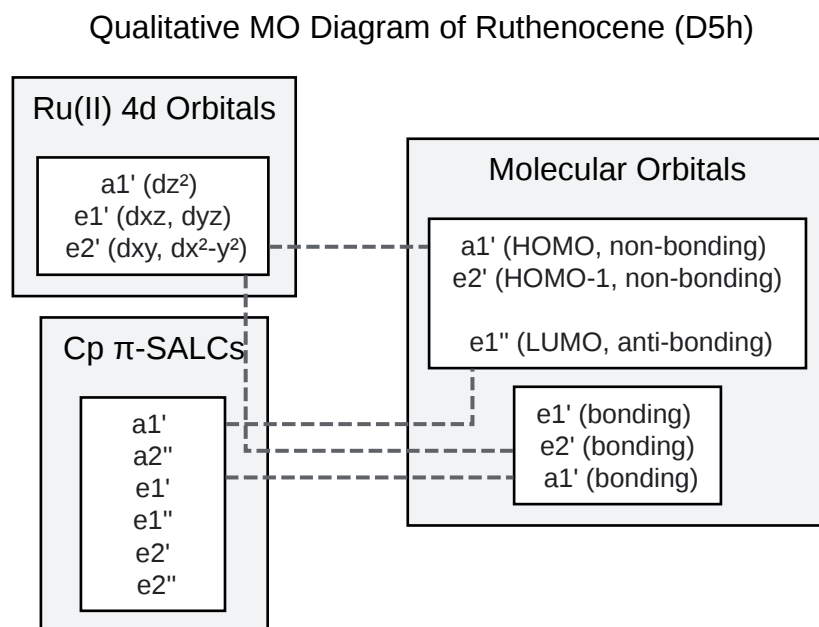 Qualitative MO Diagram of Ruthenocene (D5h)
Ru(II) 4d Orbitals
a1' (dz²)
e1' (dxz, dyz)
e2' (dxy, dx²-y²)
Cp π-SALCs
a1'
a2"
e1'
e1"
e2'
e2"
Molecular Orbitals
a1' (HOMO, non-bonding)
e2' (HOMO-1, non-bonding)
e1" (LUMO, anti-bonding)
e1' (bonding)
e2' (bonding)
a1' (bonding)